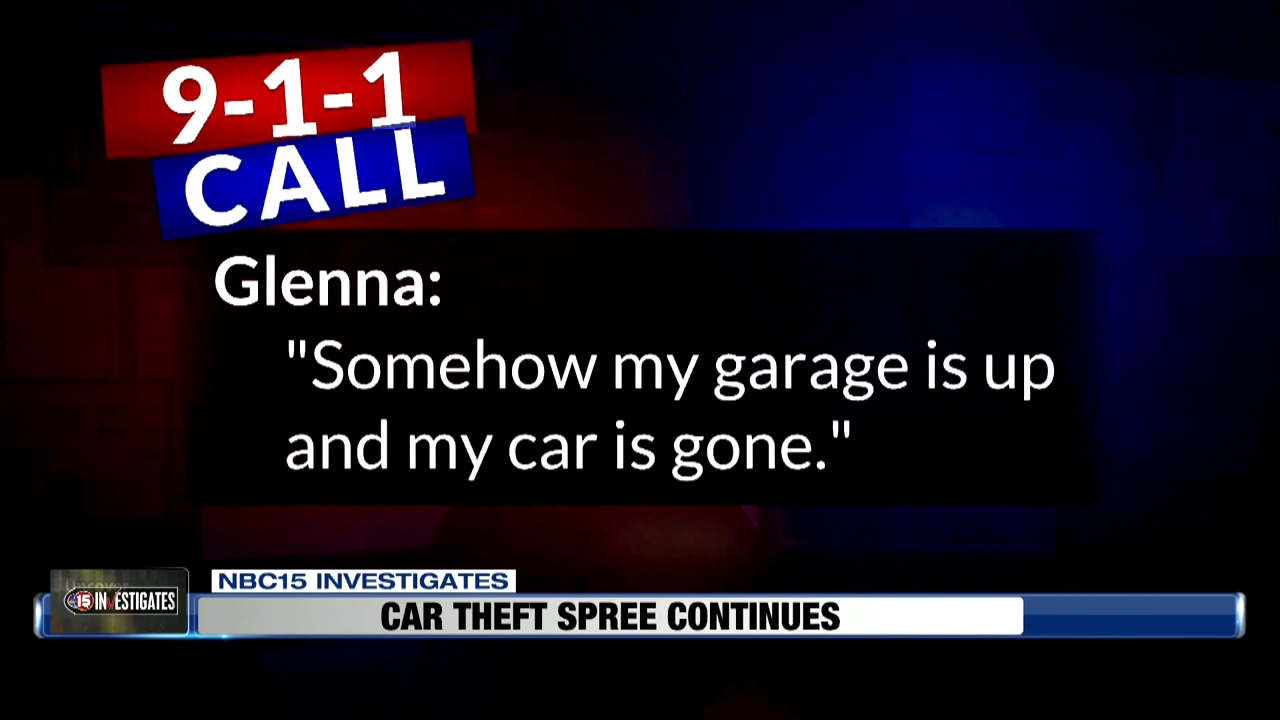 9-1-1
CALL
Glenna:
"Somehow my garage is up
and my car is gone."
NBC15 INVESTIGATES
Uncover
15 INVESTIGATES
CAR THEFT SPREE CONTINUES